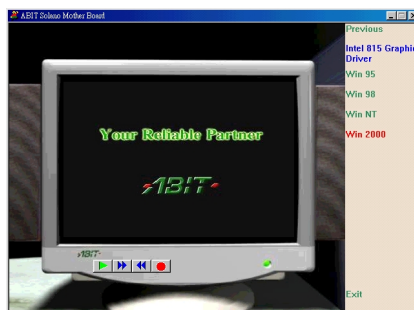 ABIT Solano Mother Board
Previous
Intel 815 Graphic
Driver
Win 95
Win 98
Win NT
Win 2000
Your Reliable Partner
ABIT
ABIT
Exit